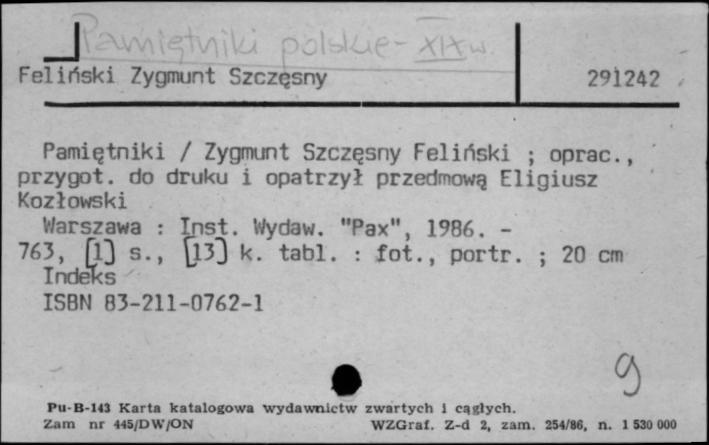 Pamiętniki polskie - XIX w.
Feliński Zygmunt Szczęsny 291242
Pamiętniki / Zygmunt Szczęsny Feliński ; oprac.,
przygot. do druku i opatrzył przedmową Eligiusz
Kozłowski
Warszawa : Inst. Wydaw. "Pax", 1986. -
763, [1] s., [13] k. tabl. : fot., portr. ; 20 cm
Indeks
ISBN 83-211-0762-1
g
Pu-B-143 Karta katalogowa wydawnictw zwartych i ciągłych.
Zam nr 445/DW/ON WZGraf. Z-d 2, zam. 254/86, n. 1 530 000